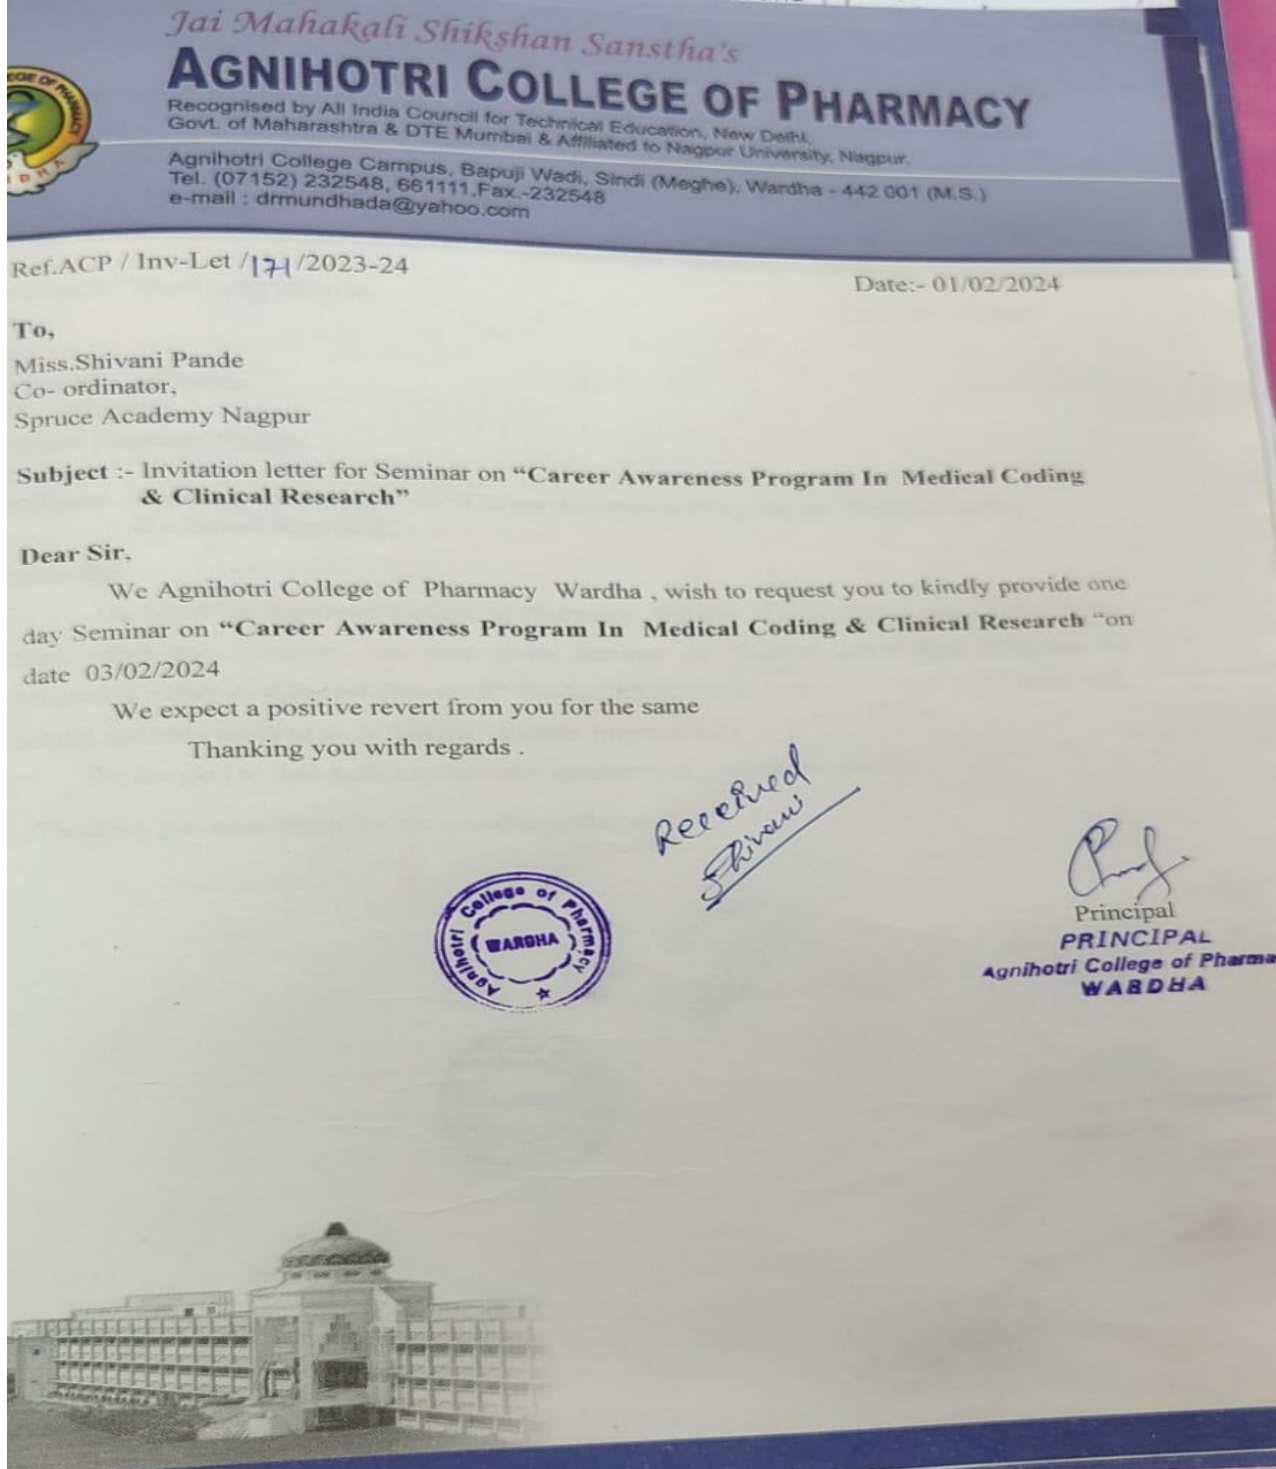 Jai Mahakali Shikshan Sanstha's
AGNIHOTRI COLLEGE OF PHARMACY
Recognised by All India Council for Technical Education, New Delhi,
Govt. of Maharashtra & DTE Mumbai & Affiliated to Nagpur University, Nagpur.
Agnihotri College Campus, Bapuji Wadi, Sindi (Meghe), Wardha - 442 001 (M.S.)
Tel. (07152) 232548, 661111,Fax.-232548
e-mail : drmundhada@yahoo.com
Ref.ACP / Inv-Let /171/2023-24
Date:- 01/02/2024
To,
Miss.Shivani Pande
Co- ordinator,
Spruce Academy Nagpur
Subject :- Invitation letter for Seminar on “Career Awareness Program In Medical Coding
& Clinical Research”
Dear Sir,
We Agnihotri College of Pharmacy Wardha , wish to request you to kindly provide one
day Seminar on “Career Awareness Program In Medical Coding & Clinical Research “on
date 03/02/2024
We expect a positive revert from you for the same
Thanking you with regards .
Received
Shivani
Agnihotri College of Pharmacy
WARDHA
Principal
PRINCIPAL
Agnihotri College of Pharma
WARDHA